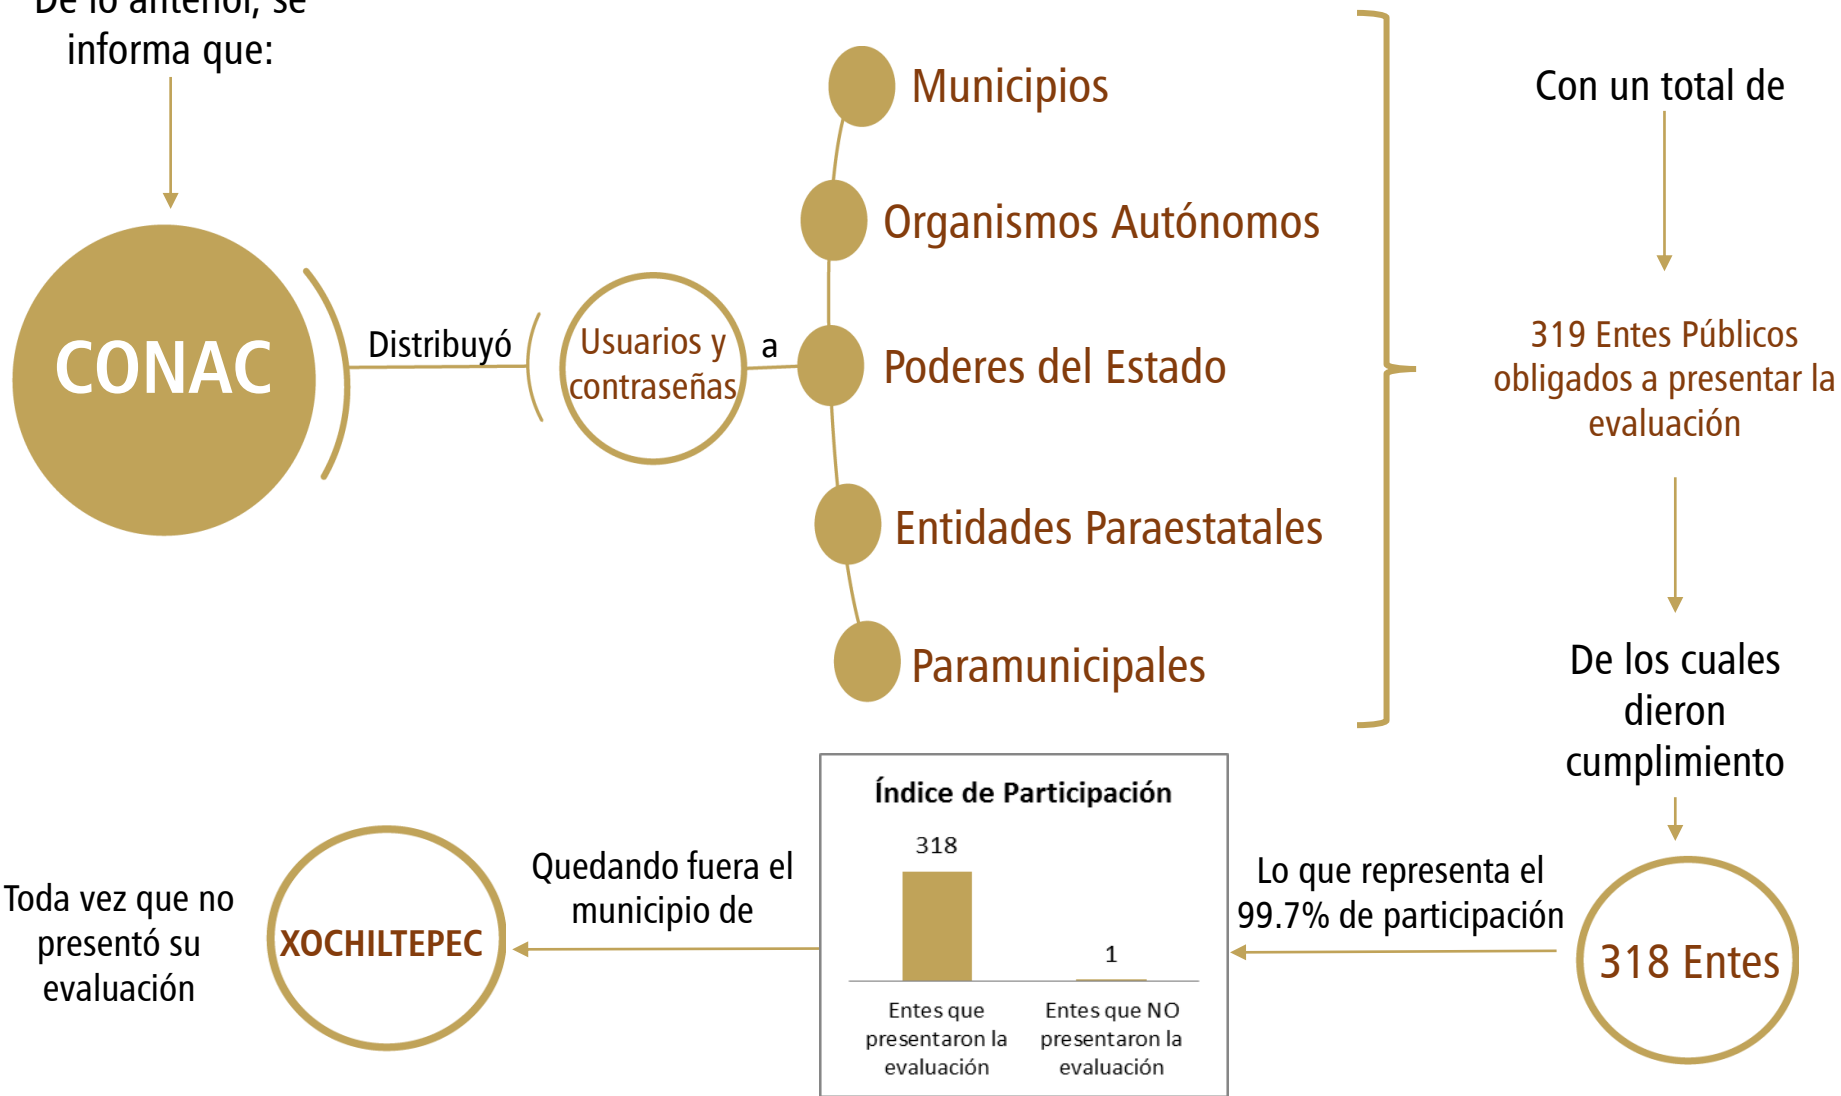 De lo anterior, se
informa que:
CONAC
Distribuyó
Usuarios y
contraseñas
a
Municipios
Organismos Autónomos
Poderes del Estado
Entidades Paraestatales
Paramunicipales
Con un total de
319 Entes Públicos
obligados a presentar la
evaluación
De los cuales
dieron
cumplimiento
318 Entes
Lo que representa el
99.7% de participación
Índice de Participación
318
1
Entes que
presentaron la
evaluación
Entes que NO
presentaron la
evaluación
Quedando fuera el
municipio de
XOCHILTEPEC
Toda vez que no
presentó su
evaluación